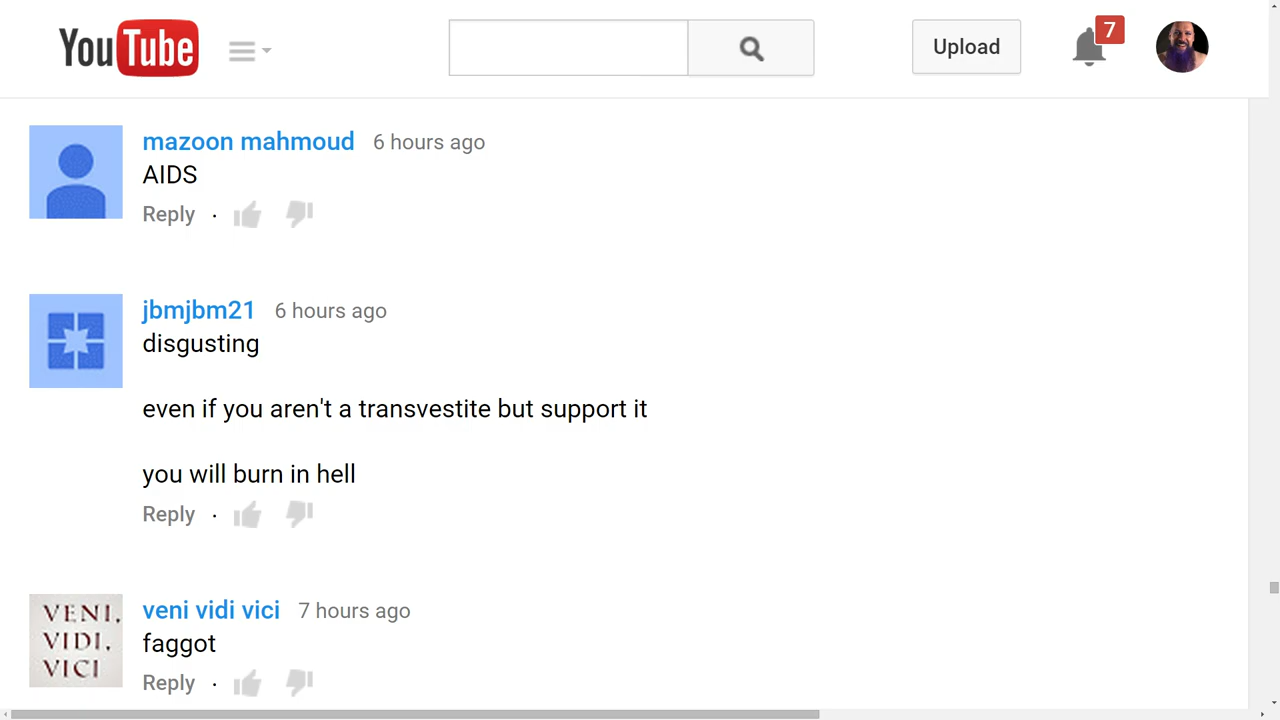 YouTube
Upload
7
mazoon mahmoud 6 hours ago
AIDS
Reply ·
jbmjbm21 6 hours ago
disgusting
even if you aren't a transvestite but support it
you will burn in hell
Reply ·
VENI.
VIDI.
VICI
veni vidi vici 7 hours ago
faggot
Reply ·